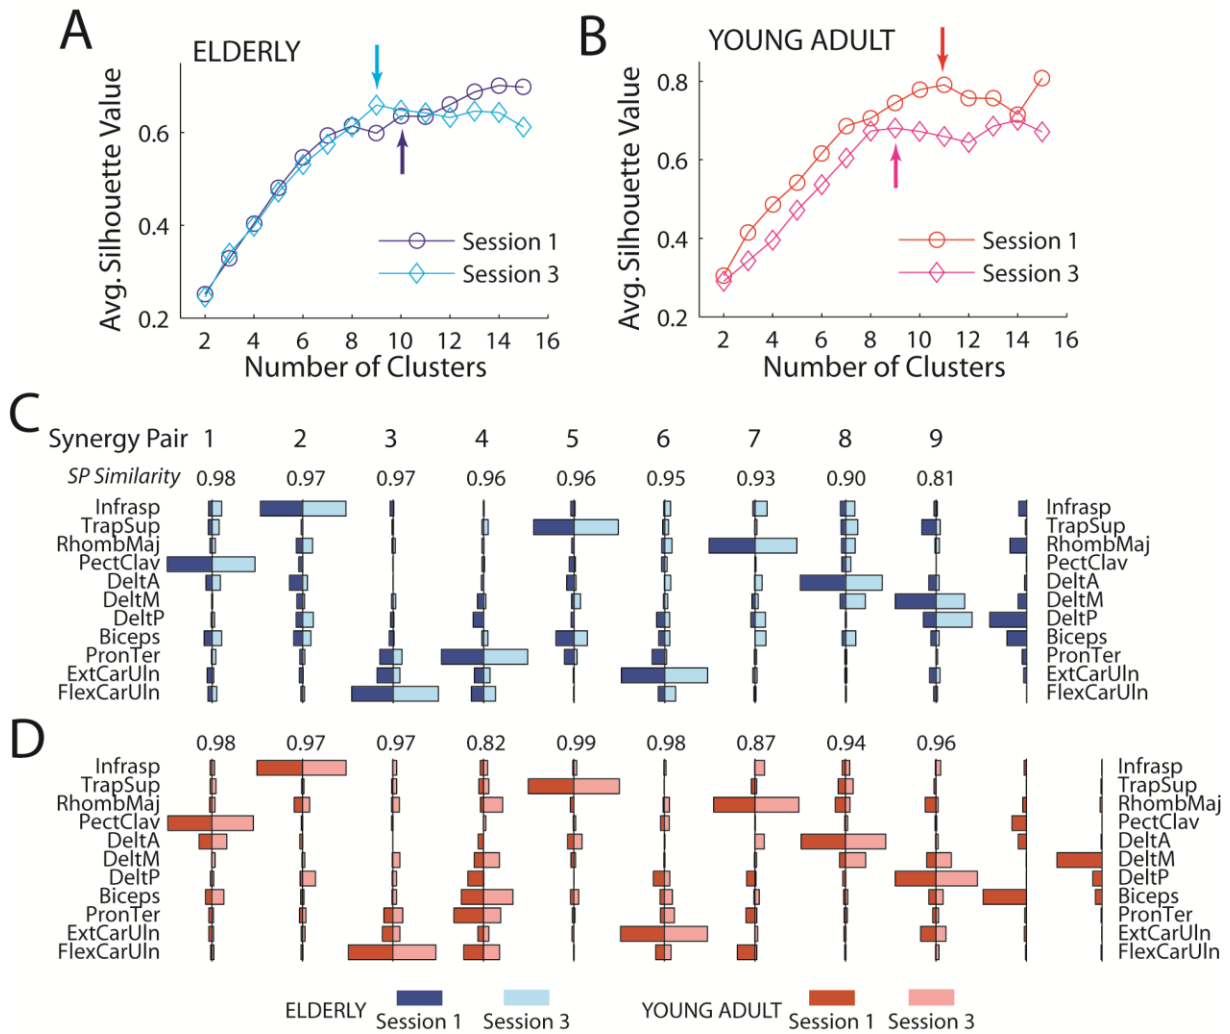 A
ELDERLY
Avg. Silhouette Value
0.6
0.4
0.2
2 4 6 8 10 12 14 16
Number of Clusters
Session 1
Session 3
B
YOUNG ADULT
Avg. Silhouette Value
0.8
0.6
0.4
0.2
2 4 6 8 10 12 14 16
Number of Clusters
Session 1
Session 3
C
Synergy Pair 1 2 3 4 5 6 7 8 9
SP Similarity 0.98 0.97 0.97 0.96 0.96 0.95 0.93 0.90 0.81
Infrasp Infrasp
TrapSup TrapSup
RhombMaj RhombMaj
PectClav PectClav
DeltA DeltA
DeltM DeltM
DeltP DeltP
Biceps Biceps
PronTer PronTer
ExtCarUln ExtCarUln
FlexCarUln FlexCarUln
D
0.98 0.97 0.97 0.82 0.99 0.98 0.87 0.94 0.96
Infrasp Infrasp
TrapSup TrapSup
RhombMaj RhombMaj
PectClav PectClav
DeltA DeltA
DeltM DeltM
DeltP DeltP
Biceps Biceps
PronTer PronTer
ExtCarUln ExtCarUln
FlexCarUln FlexCarUln
ELDERLY Session 1 Session 3
YOUNG ADULT Session 1 Session 3